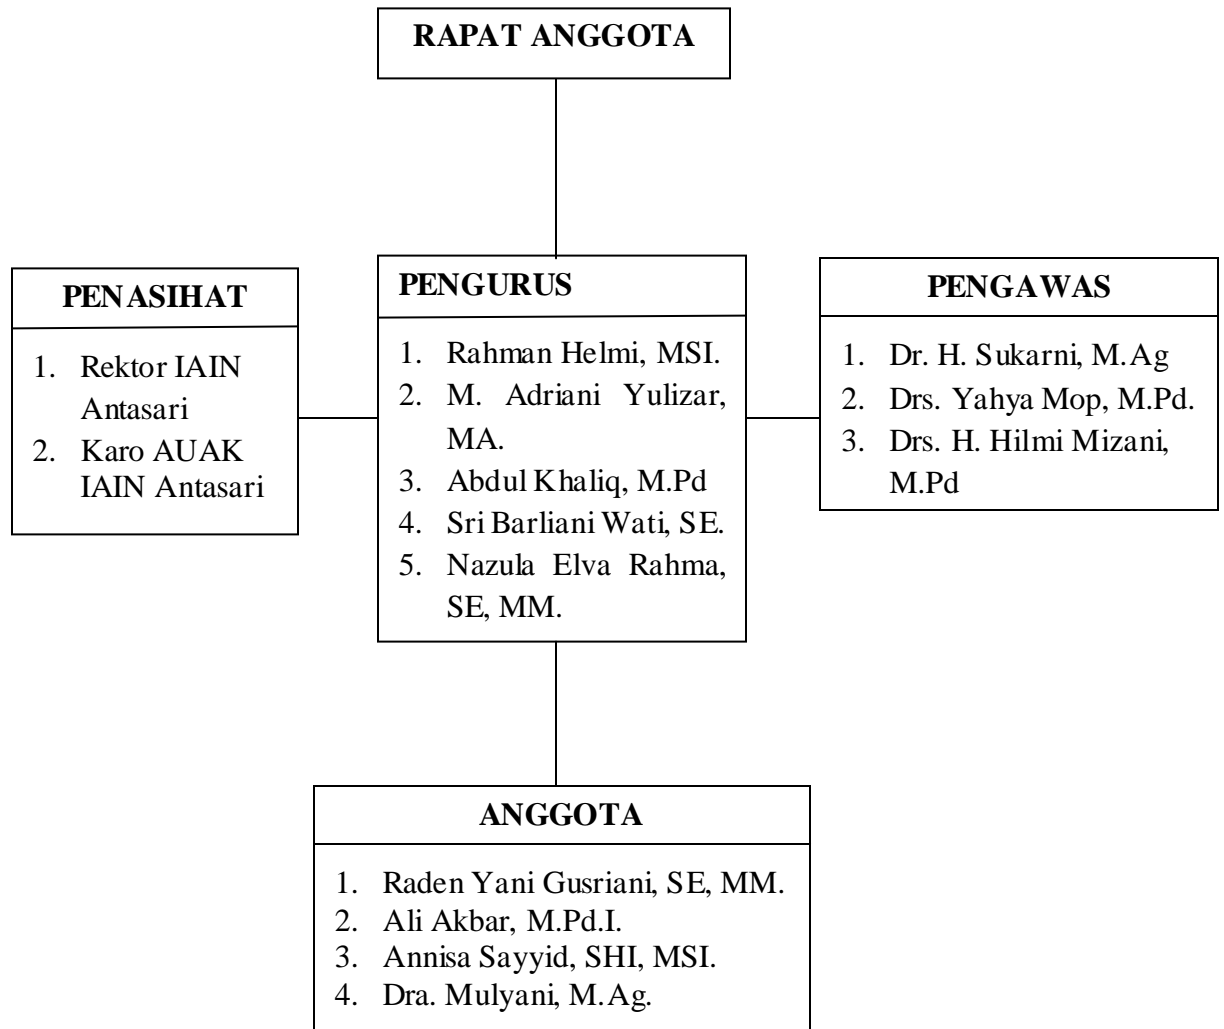 RAPAT ANGGOTA
PENASIHAT
1. Rektor IAIN
Antasari
2. Karo AUAK
IAIN Antasari
PENGURUS
1. Rahman Helmi, MSI.
2. M. Adriani Yulizar,
MA.
3. Abdul Khaliq, M.Pd
4. Sri Barliani Wati, SE.
5. Nazula Elva Rahma,
SE, MM.
PENGAWAS
1. Dr. H. Sukarni, M.Ag
2. Drs. Yahya Mop, M.Pd.
3. Drs. H. Hilmi Mizani,
M.Pd
ANGGOTA
1. Raden Yani Gusriani, SE, MM.
2. Ali Akbar, M.Pd.I.
3. Annisa Sayyid, SHI, MSI.
4. Dra. Mulyani, M.Ag.